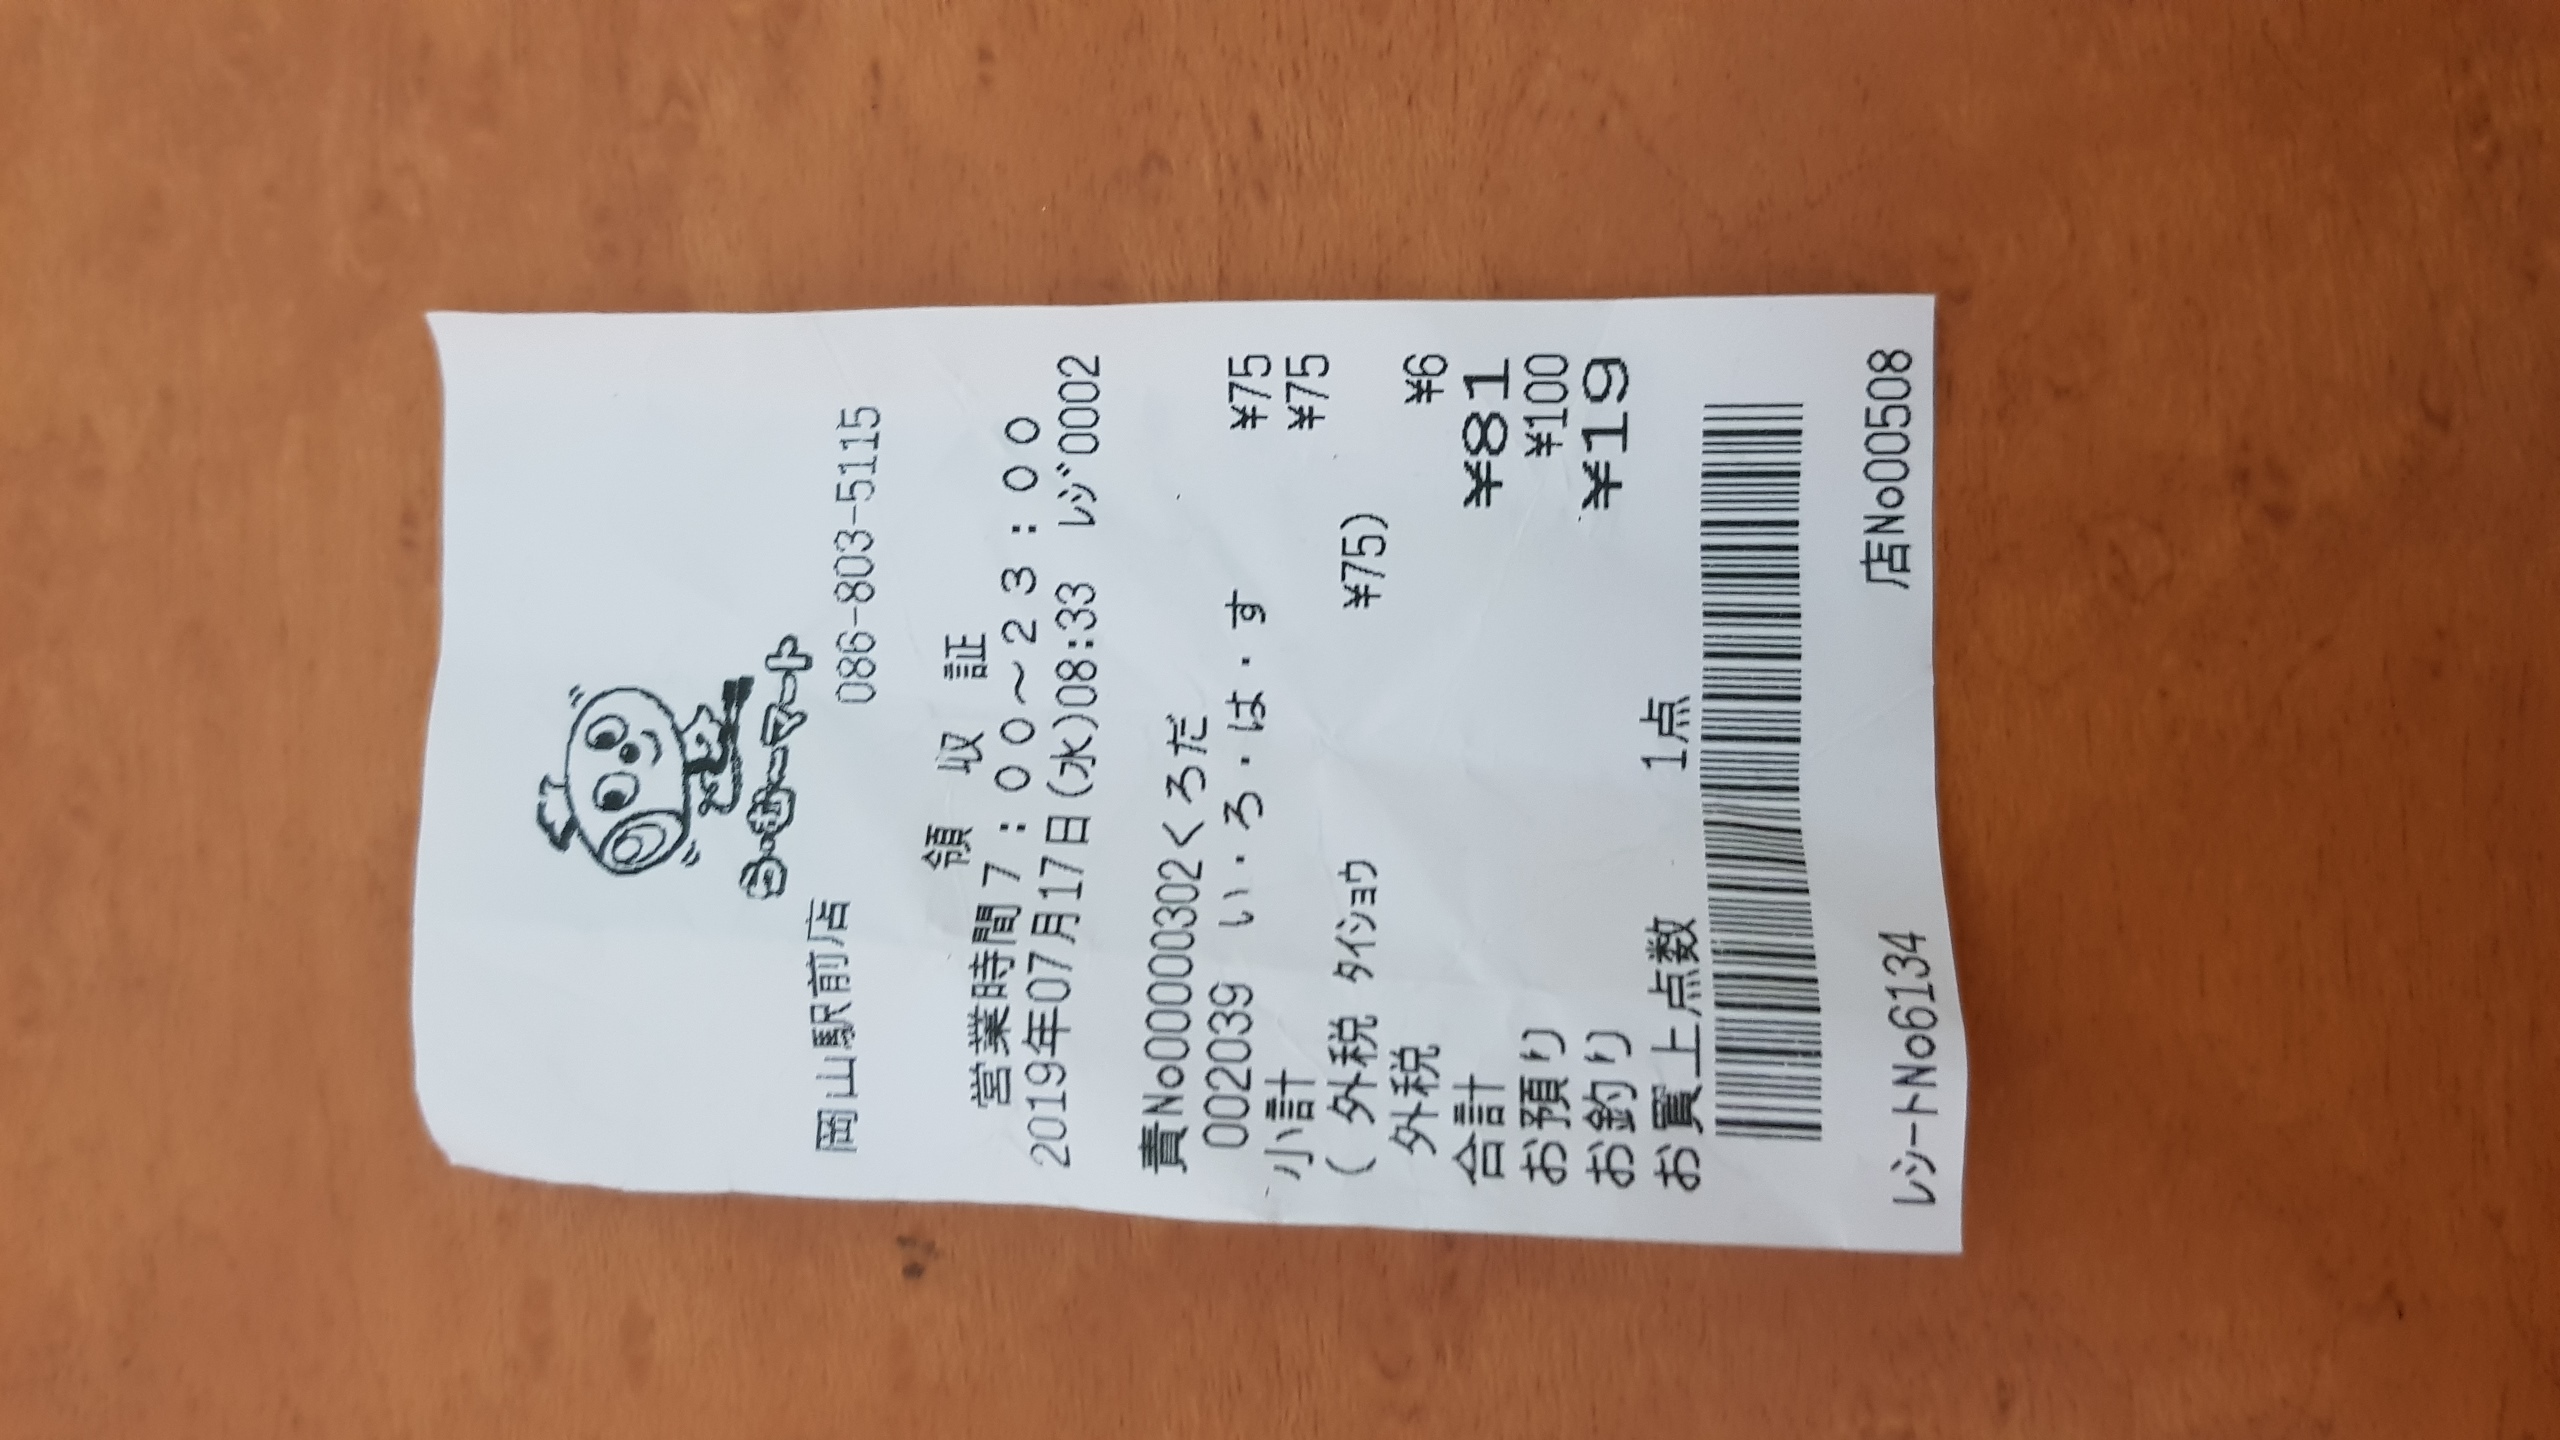 ら・む〜マート
岡山駅前店 086-803-5115
領 収 証
営業時間７：００〜２３：００
2019年07月17日(水)08:33 ﾚｼﾞ0002
責No00000302くろだ
002039 い・ろ・は・す ¥75
小計 ¥75
( 外税 ﾀｲｼｮｳ ¥75)
外税 ¥6
合計 ¥81
お預り ¥100
お釣り ¥19
お買上点数 1点
ﾚｼｰﾄNo6134 店No00508